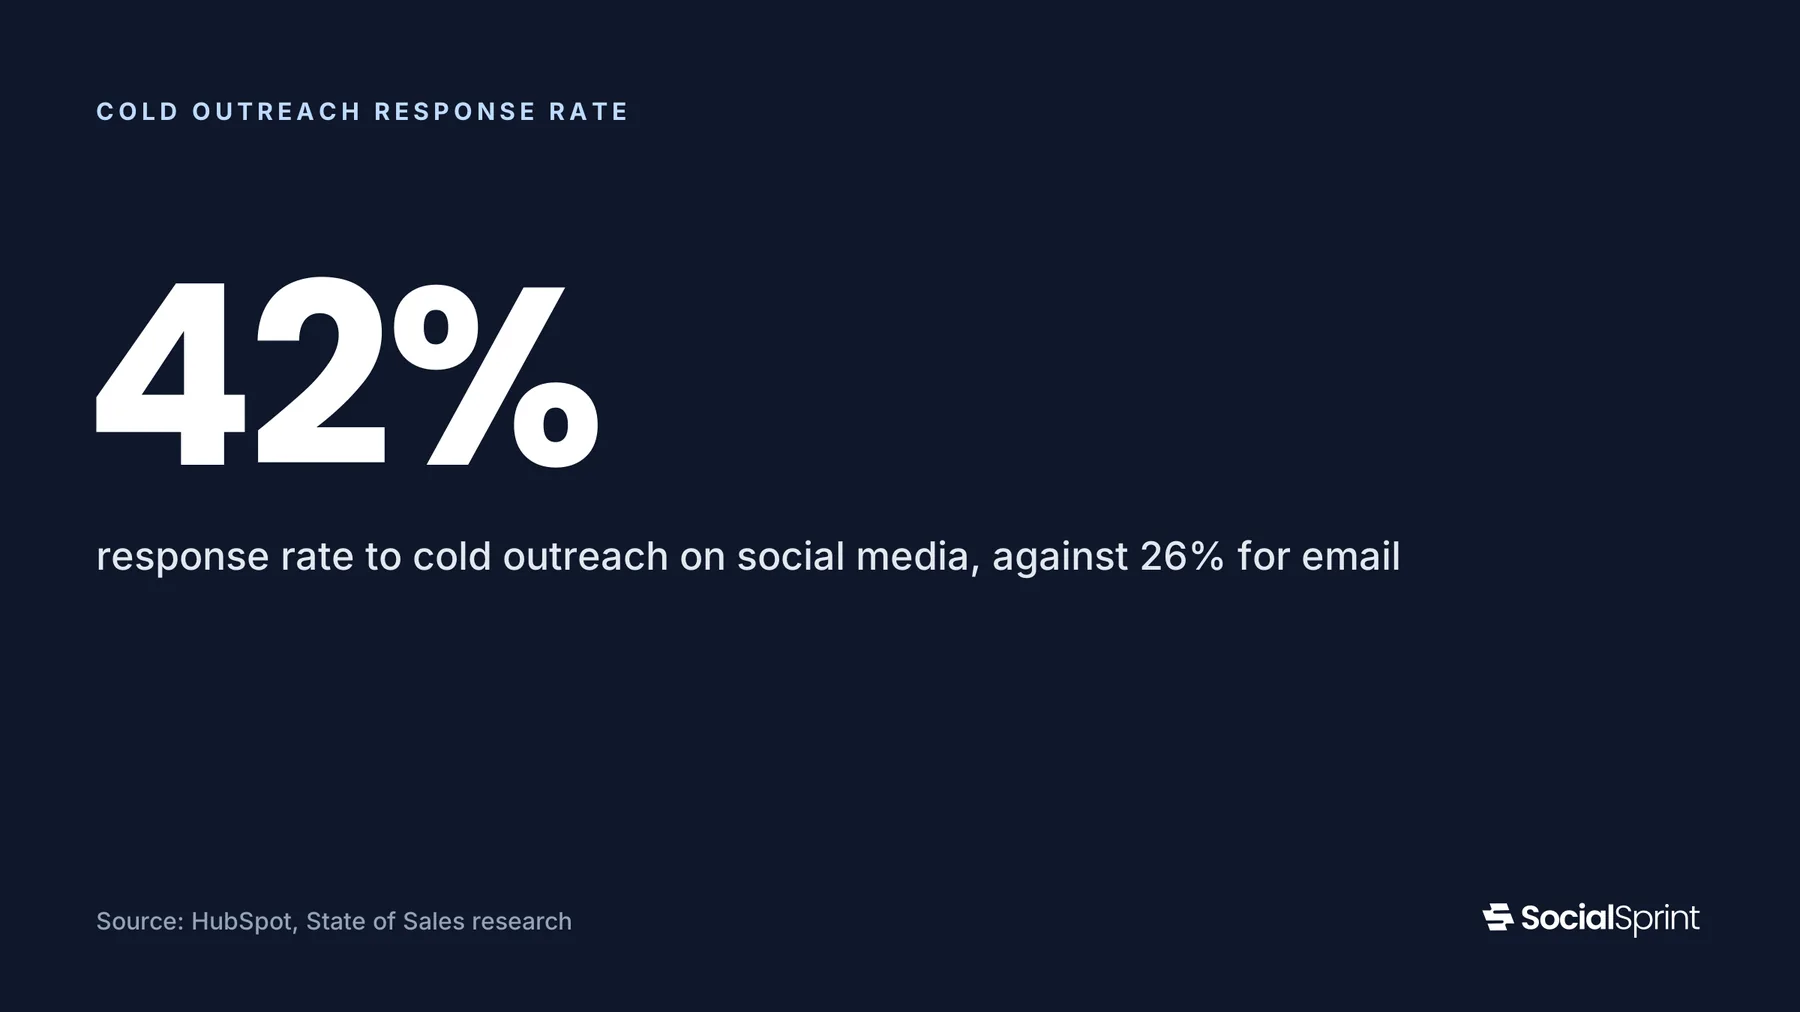 COLD OUTREACH RESPONSE RATE
42%
response rate to cold outreach on social media, against 26% for email
Source: HubSpot, State of Sales research
SocialSprint